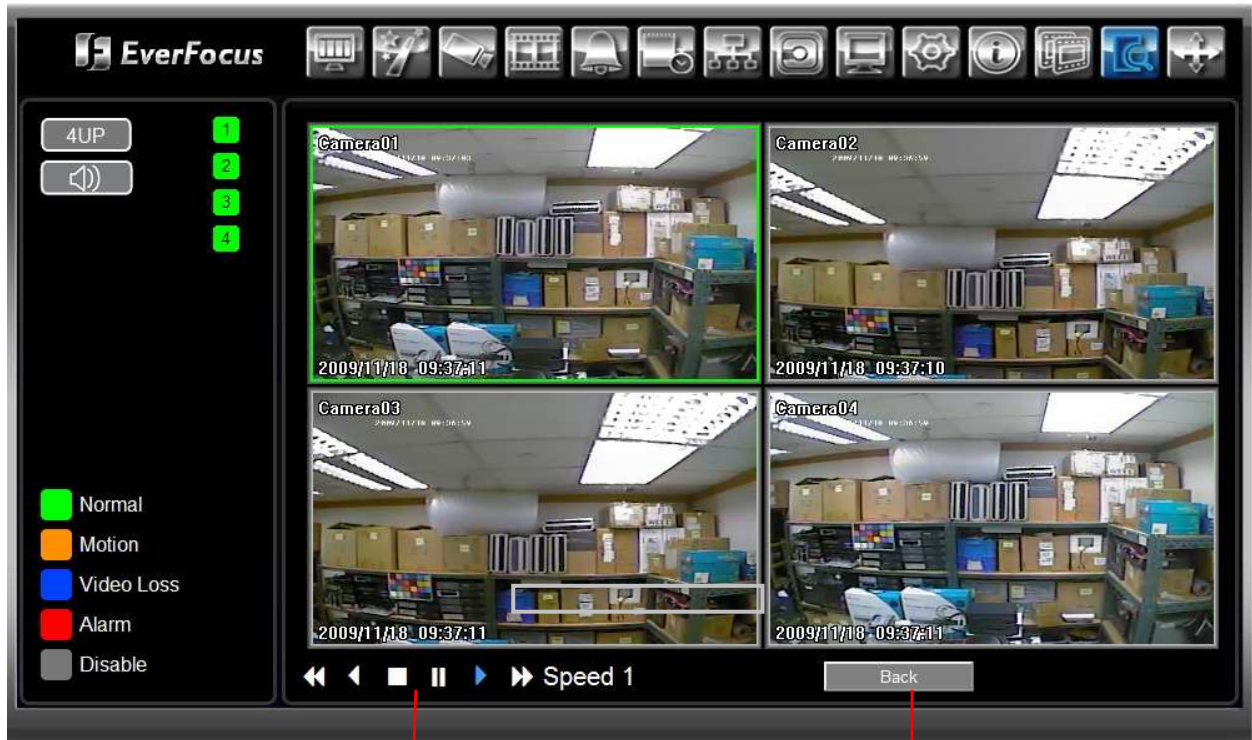 EverFocus
4UP
1
2
3
4
Normal
Motion
Video Loss
Alarm
Disable
Camera01
2009/11/18 09:37:11
Camera02
2009/11/18 09:37:10
Camera03
2009/11/18 09:37:11
Camera04
2009/11/18 09:37:11
Speed 1
Back